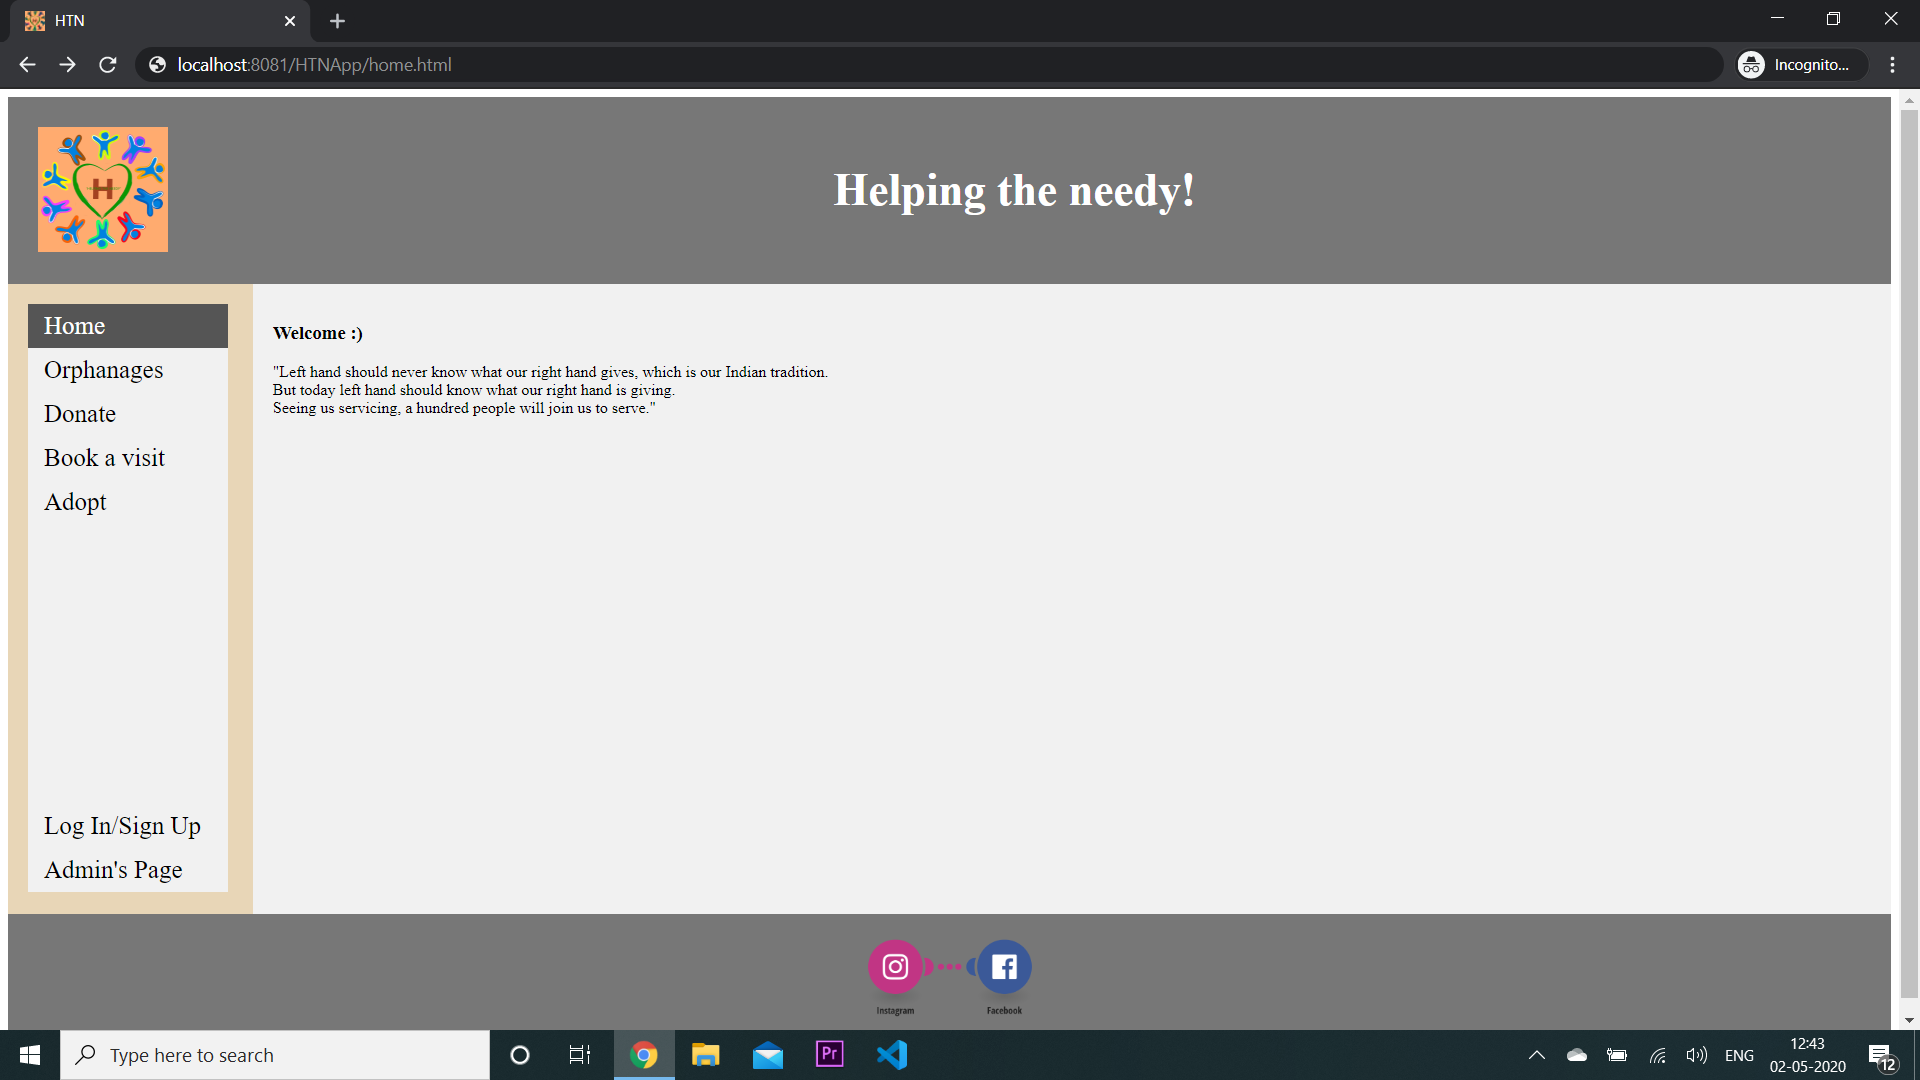 HTN
localhost:8081/HTNApp/home.html
Incognito...
H
Helping the needy!
Home
Orphanages
Donate
Book a visit
Adopt
Log In/Sign Up
Admin's Page
Welcome :)
"Left hand should never know what our right hand gives, which is our Indian tradition.
But today left hand should know what our right hand is giving.
Seeing us servicing, a hundred people will join us to serve."
Instagram
Facebook
Type here to search
Pr
ENG
12:43
02-05-2020
12